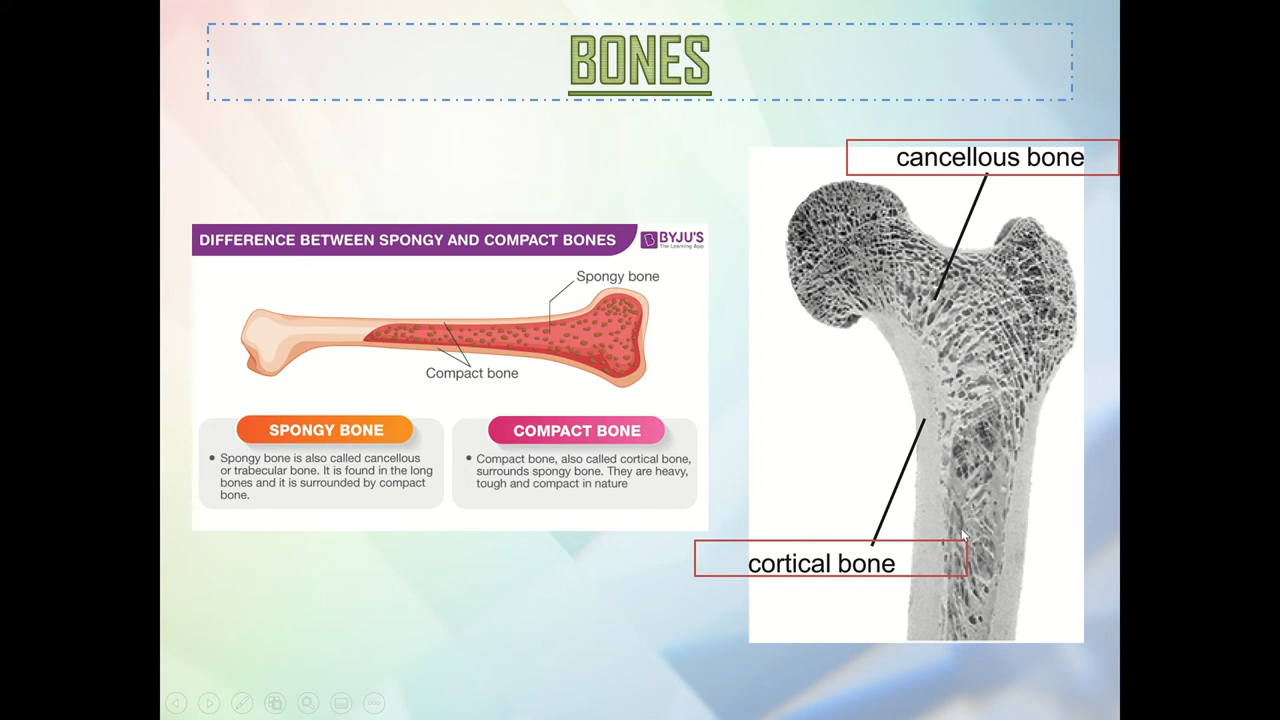 BONES
cancellous bone
DIFFERENCE BETWEEN SPONGY AND COMPACT BONES
BYJU'S
The Learning App
Spongy bone
Compact bone
SPONGY BONE
Spongy bone is also called cancellous
or trabecular bone. It is found in the long
bones and it is surrounded by compact
bone.
COMPACT BONE
Compact bone, also called cortical bone,
surrounds spongy bone. They are heavy,
tough and compact in nature
cortical bone